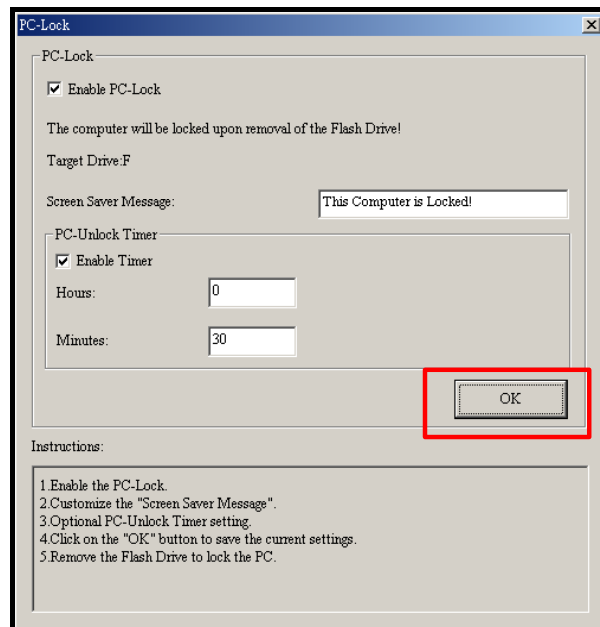 PC-Lock
PC-Lock
Enable PC-Lock
The computer will be locked upon removal of the Flash Drive!
Target Drive:F
Screen Saver Message: This Computer is Locked!
PC-Unlock Timer
Enable Timer
Hours: 0
Minutes: 30
OK
Instructions:
1.Enable the PC-Lock.
2.Customize the "Screen Saver Message".
3.Optional PC-Unlock Timer setting.
4.Click on the "OK" button to save the current settings.
5.Remove the Flash Drive to lock the PC.